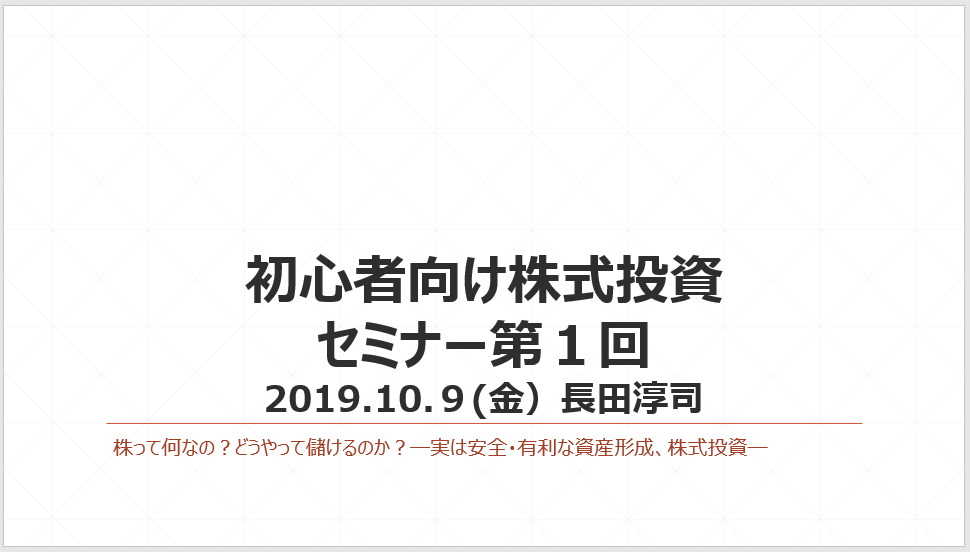 初心者向け株式投資
セミナー第１回
2019.10.９(金）長田淳司
株って何なの？どうやって儲けるのか？―実は安全・有利な資産形成、株式投資―